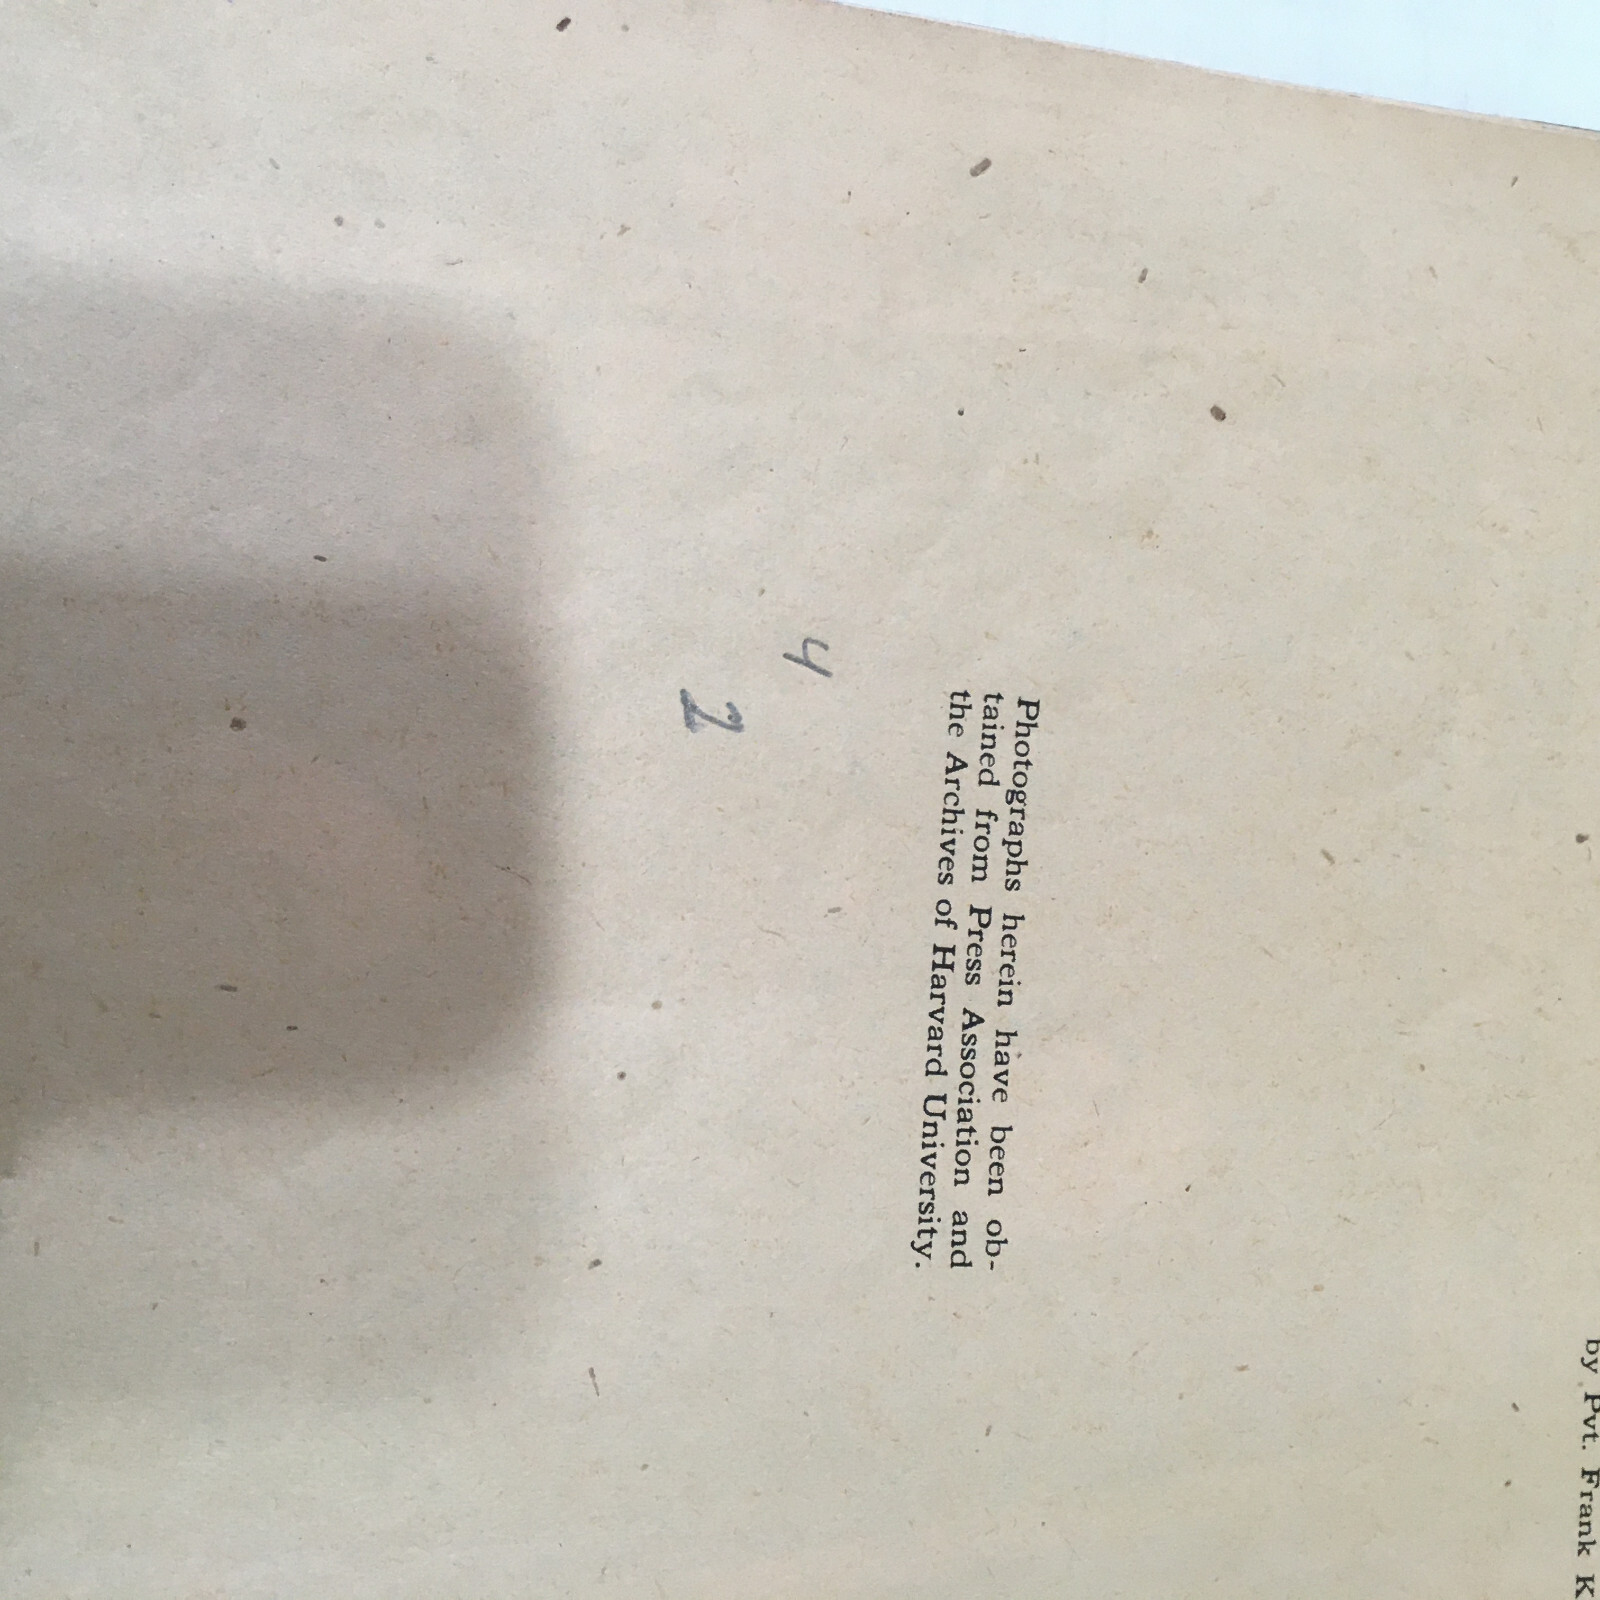 by Pvt. Frank K
Photographs herein have been ob-
tained from Press Association and
the Archives of Harvard University.
4
2